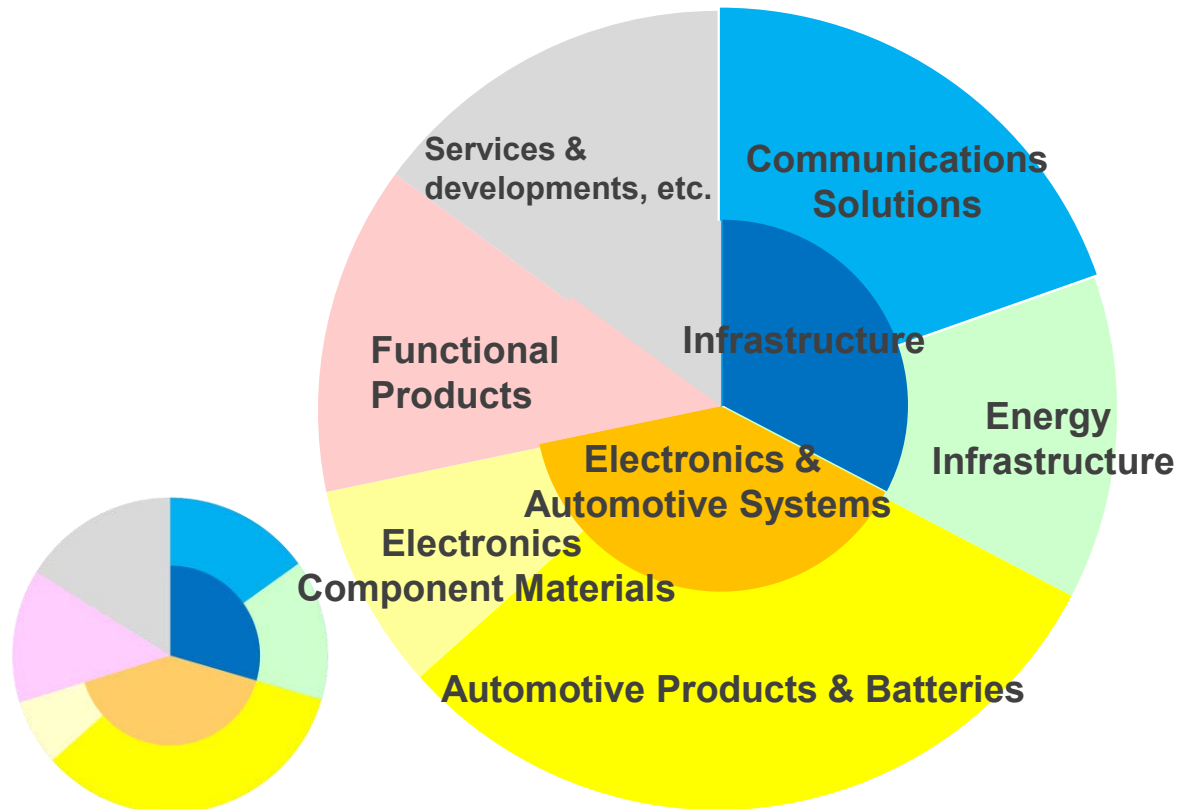 Services &
developments, etc.
Communications
Solutions
Infrastructure
Functional
Products
Energy
Infrastructure
Electronics &
Automotive Systems
Electronics
Component Materials
Automotive Products & Batteries